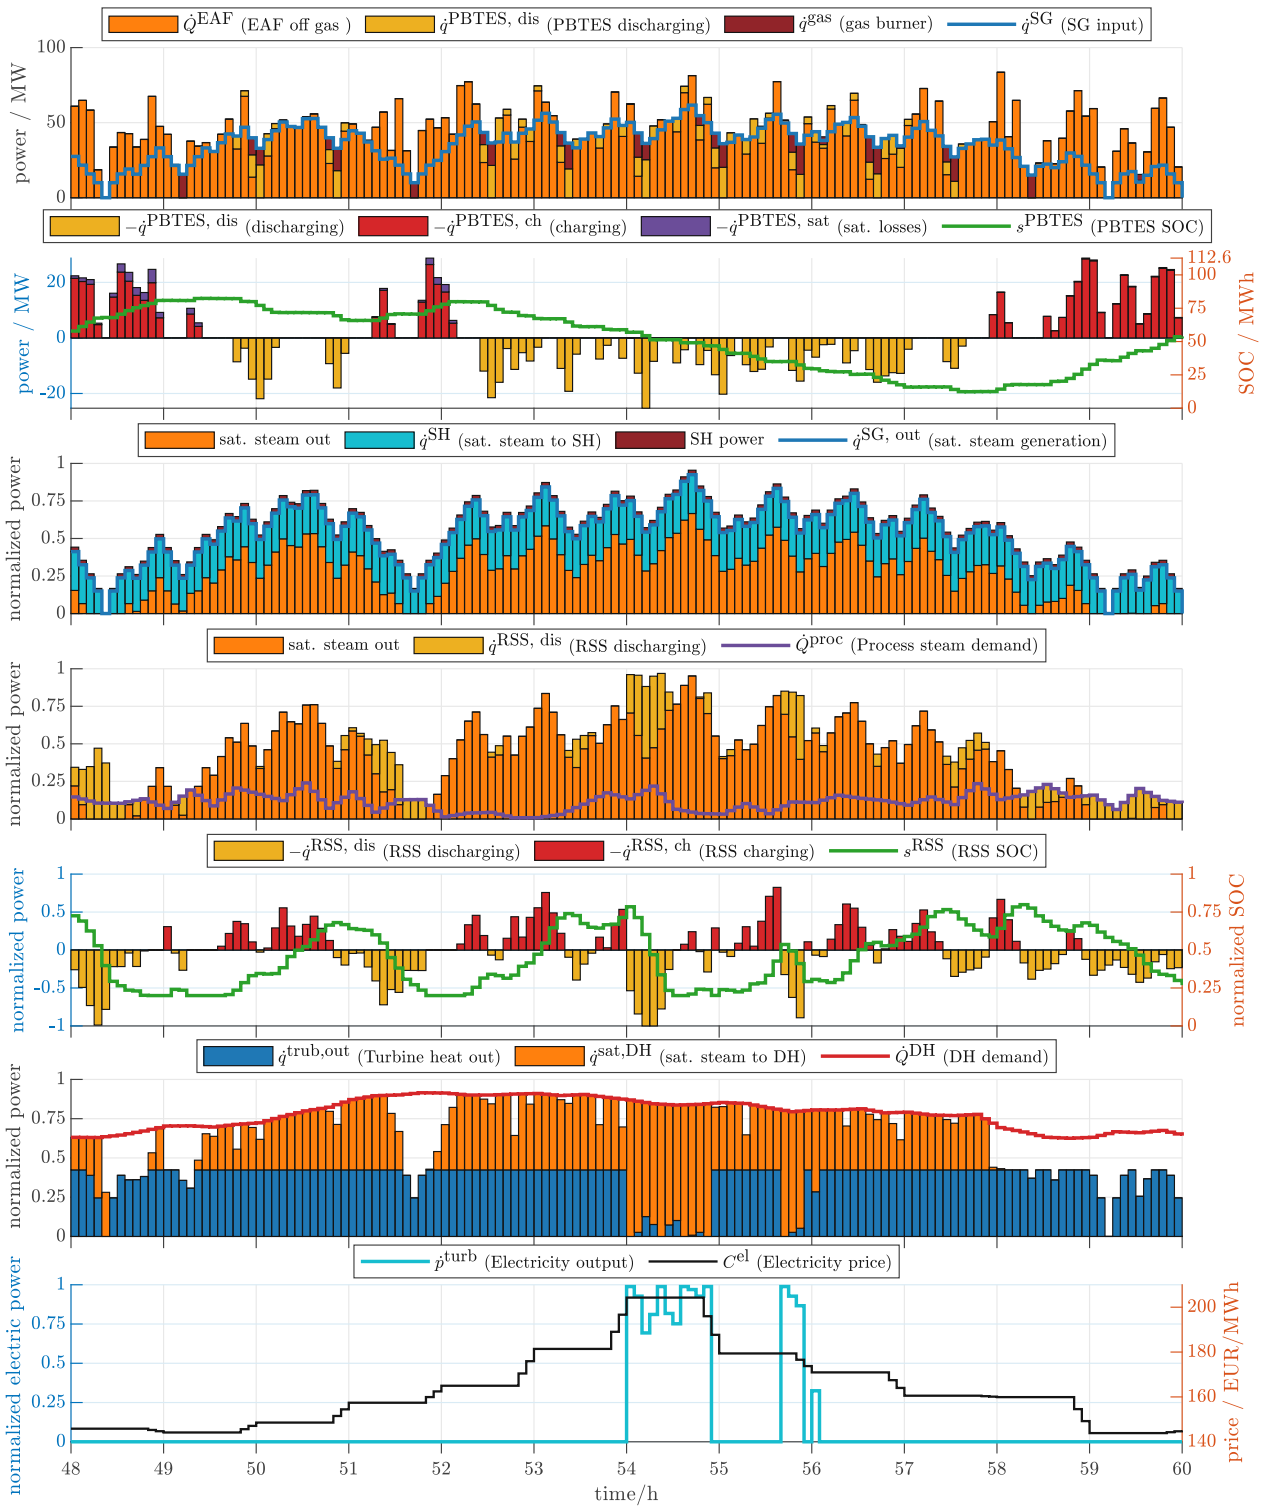 Q̇ᴱᴬᶠ (EAF off gas ) q̇ᴾᴮᵀᴱˢ, ᵈⁱˢ (PBTES discharging) q̇ᵍᵃˢ (gas burner) q̇ˢᴳ (SG input)
power / MW
100
50
0
−q̇ᴾᴮᵀᴱˢ, ᵈⁱˢ (discharging) −q̇ᴾᴮᵀᴱˢ, ᶜʰ (charging) −q̇ᴾᴮᵀᴱˢ, ˢᵃᵗ (sat. losses) sᴾᴮᵀᴱˢ (PBTES SOC)
power / MW
20
0
-20
112.6
100
75
50
25
0
SOC / MWh
sat. steam out q̇ˢᴴ (sat. steam to SH) SH power q̇ˢᴳ, ᵒᵘᵗ (sat. steam generation)
normalized power
1
0.75
0.5
0.25
0
sat. steam out q̇ᴿˢˢ, ᵈⁱˢ (RSS discharging) Q̇ᵖʳᵒᶜ (Process steam demand)
normalized power
1
0.75
0.5
0.25
0
−q̇ᴿˢˢ, ᵈⁱˢ (RSS discharging) −q̇ᴿˢˢ, ᶜʰ (RSS charging) sᴿˢˢ (RSS SOC)
normalized power
1
0.5
0
-0.5
-1
1
0.75
0.5
0.25
0
normalized SOC
q̇ᵗʳᵘᵇ,ᵒᵘᵗ (Turbine heat out) q̇ˢᵃᵗ,ᴰᴴ (sat. steam to DH) Q̇ᴰᴴ (DH demand)
normalized power
1
0.75
0.5
0.25
0
ṗᵗᵘʳᵇ (Electricity output) Cᵉˡ (Electricity price)
normalized electric power
1
0.75
0.5
0.25
0
200
180
160
140
price / EUR/MWh
48 49 50 51 52 53 54 55 56 57 58 59 60
time/h